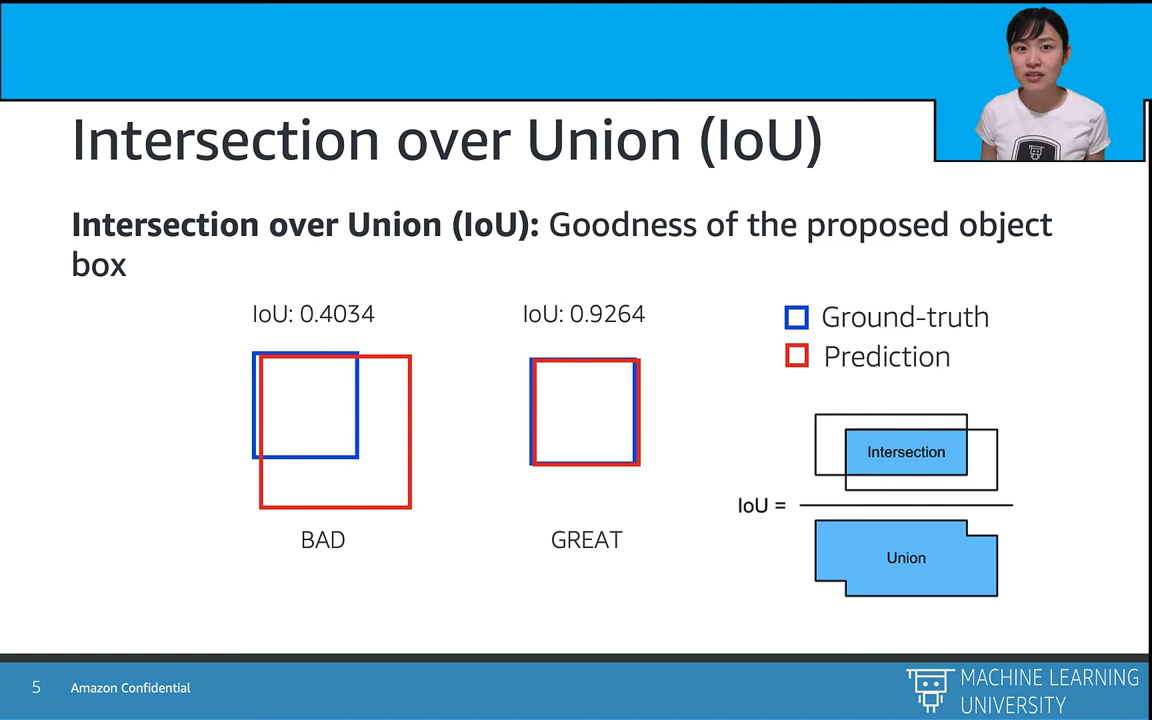 Intersection over Union (IoU)
Intersection over Union (IoU): Goodness of the proposed object
box
IoU: 0.4034
IoU: 0.9264
Ground-truth
Prediction
BAD
GREAT
Intersection
IoU =
Union
5
Amazon Confidential
MACHINE LEARNING
UNIVERSITY